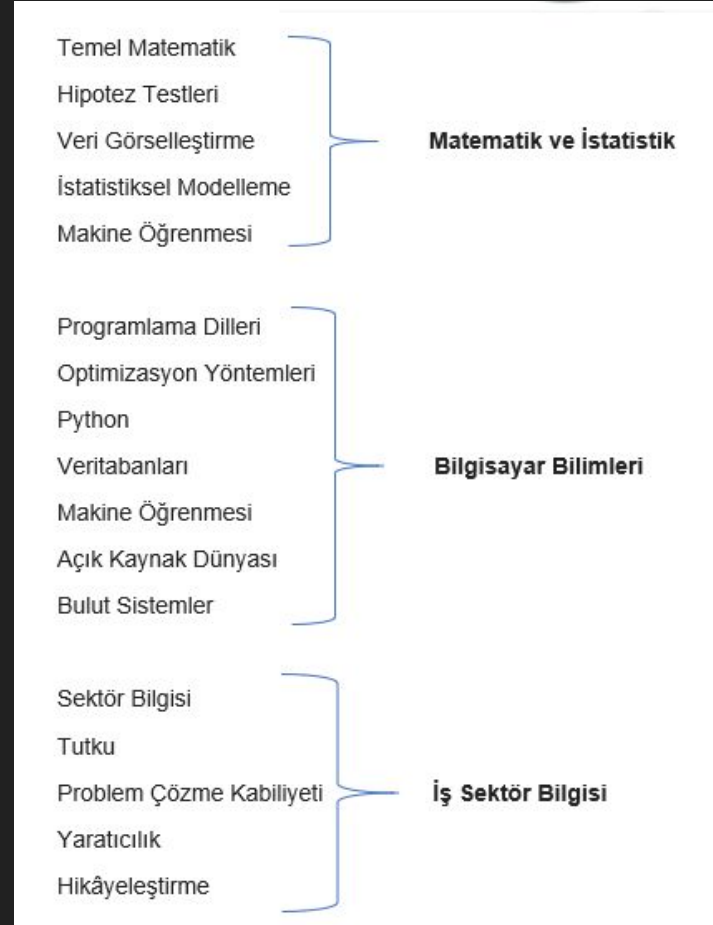 Temel Matematik
Hipotez Testleri
Veri Görselleştirme
İstatistiksel Modelleme
Makine Öğrenmesi
Matematik ve İstatistik
Programlama Dilleri
Optimizasyon Yöntemleri
Python
Veritabanları
Makine Öğrenmesi
Açık Kaynak Dünyası
Bulut Sistemler
Bilgisayar Bilimleri
Sektör Bilgisi
Tutku
Problem Çözme Kabiliyeti
Yaratıcılık
Hikâyeleştirme
İş Sektör Bilgisi